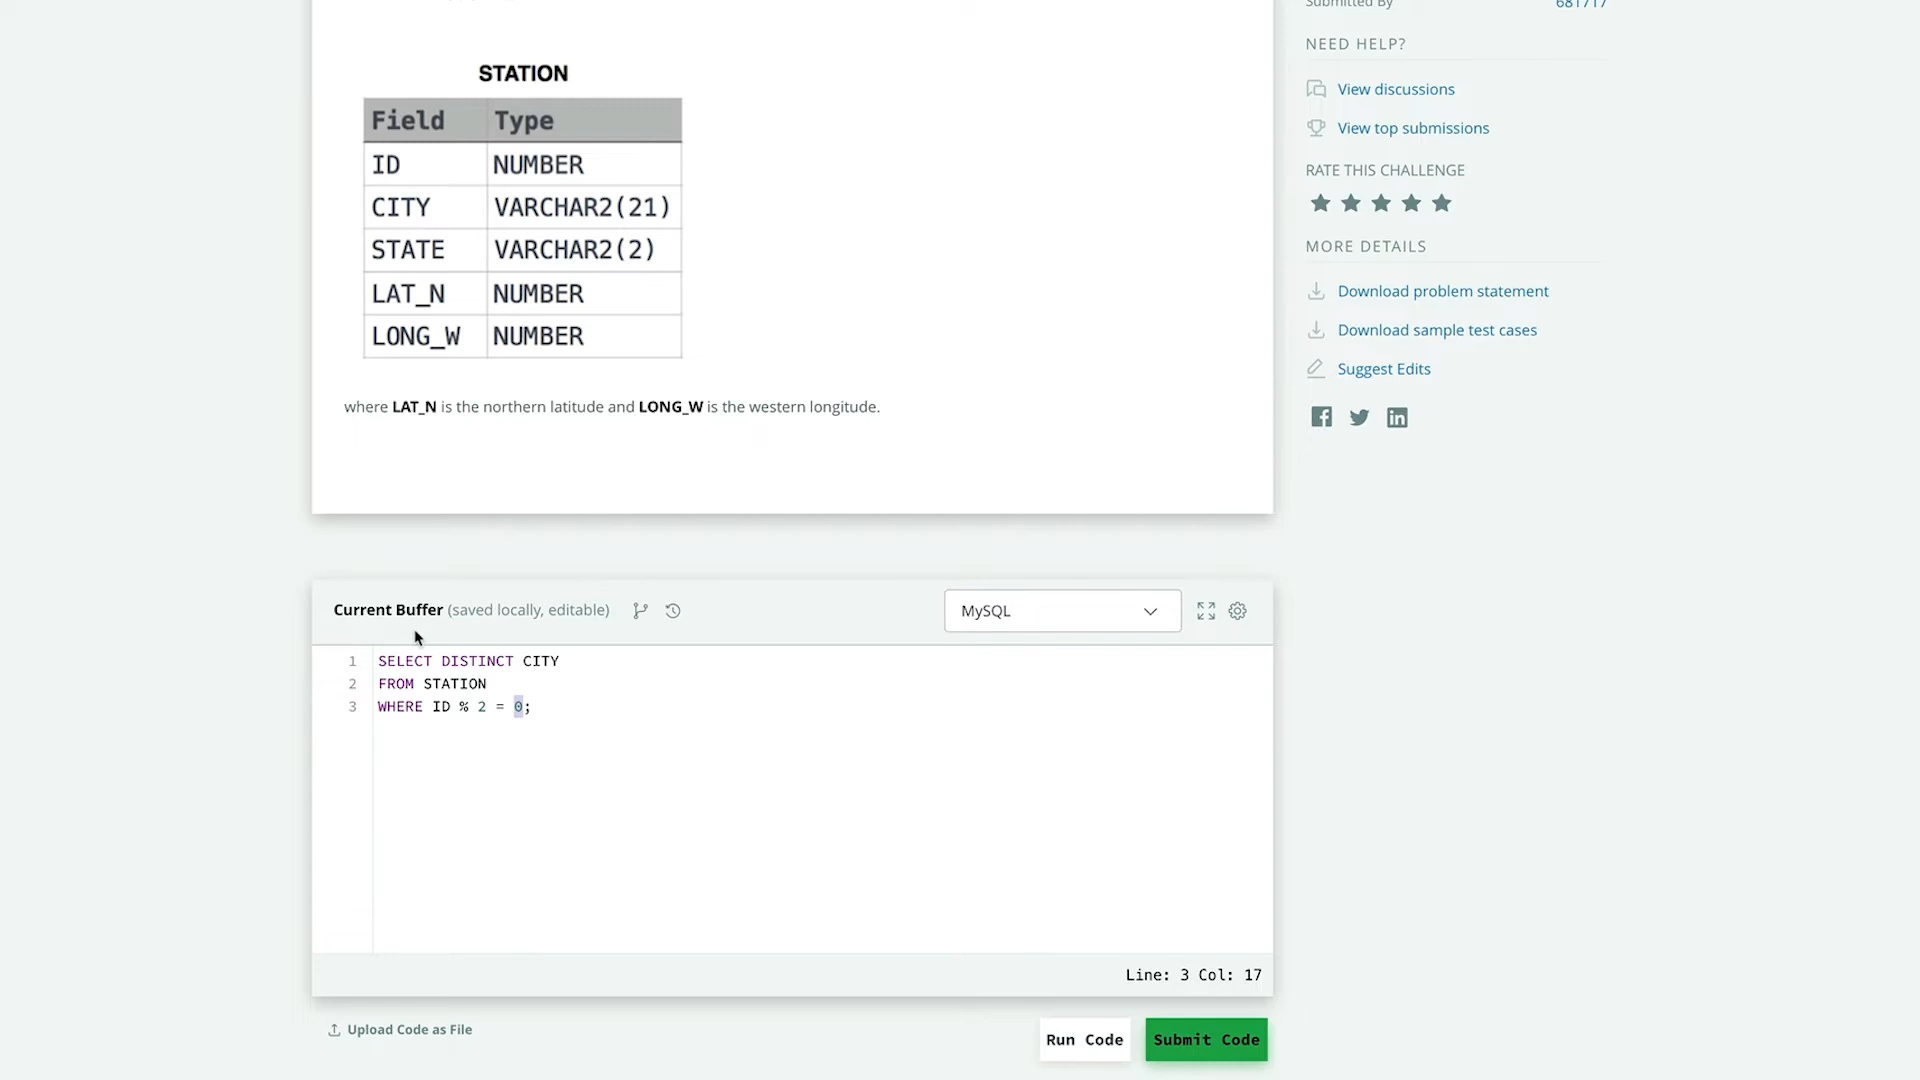 Submitted By 681717
NEED HELP?
View discussions
View top submissions
RATE THIS CHALLENGE
MORE DETAILS
Download problem statement
Download sample test cases
Suggest Edits
STATION
Field Type
ID NUMBER
CITY VARCHAR2(21)
STATE VARCHAR2(2)
LAT_N NUMBER
LONG_W NUMBER
where LAT_N is the northern latitude and LONG_W is the western longitude.
Current Buffer (saved locally, editable) MySQL
1 SELECT DISTINCT CITY
2 FROM STATION
3 WHERE ID % 2 = 0;
Line: 3 Col: 17
Upload Code as File
Run Code Submit Code